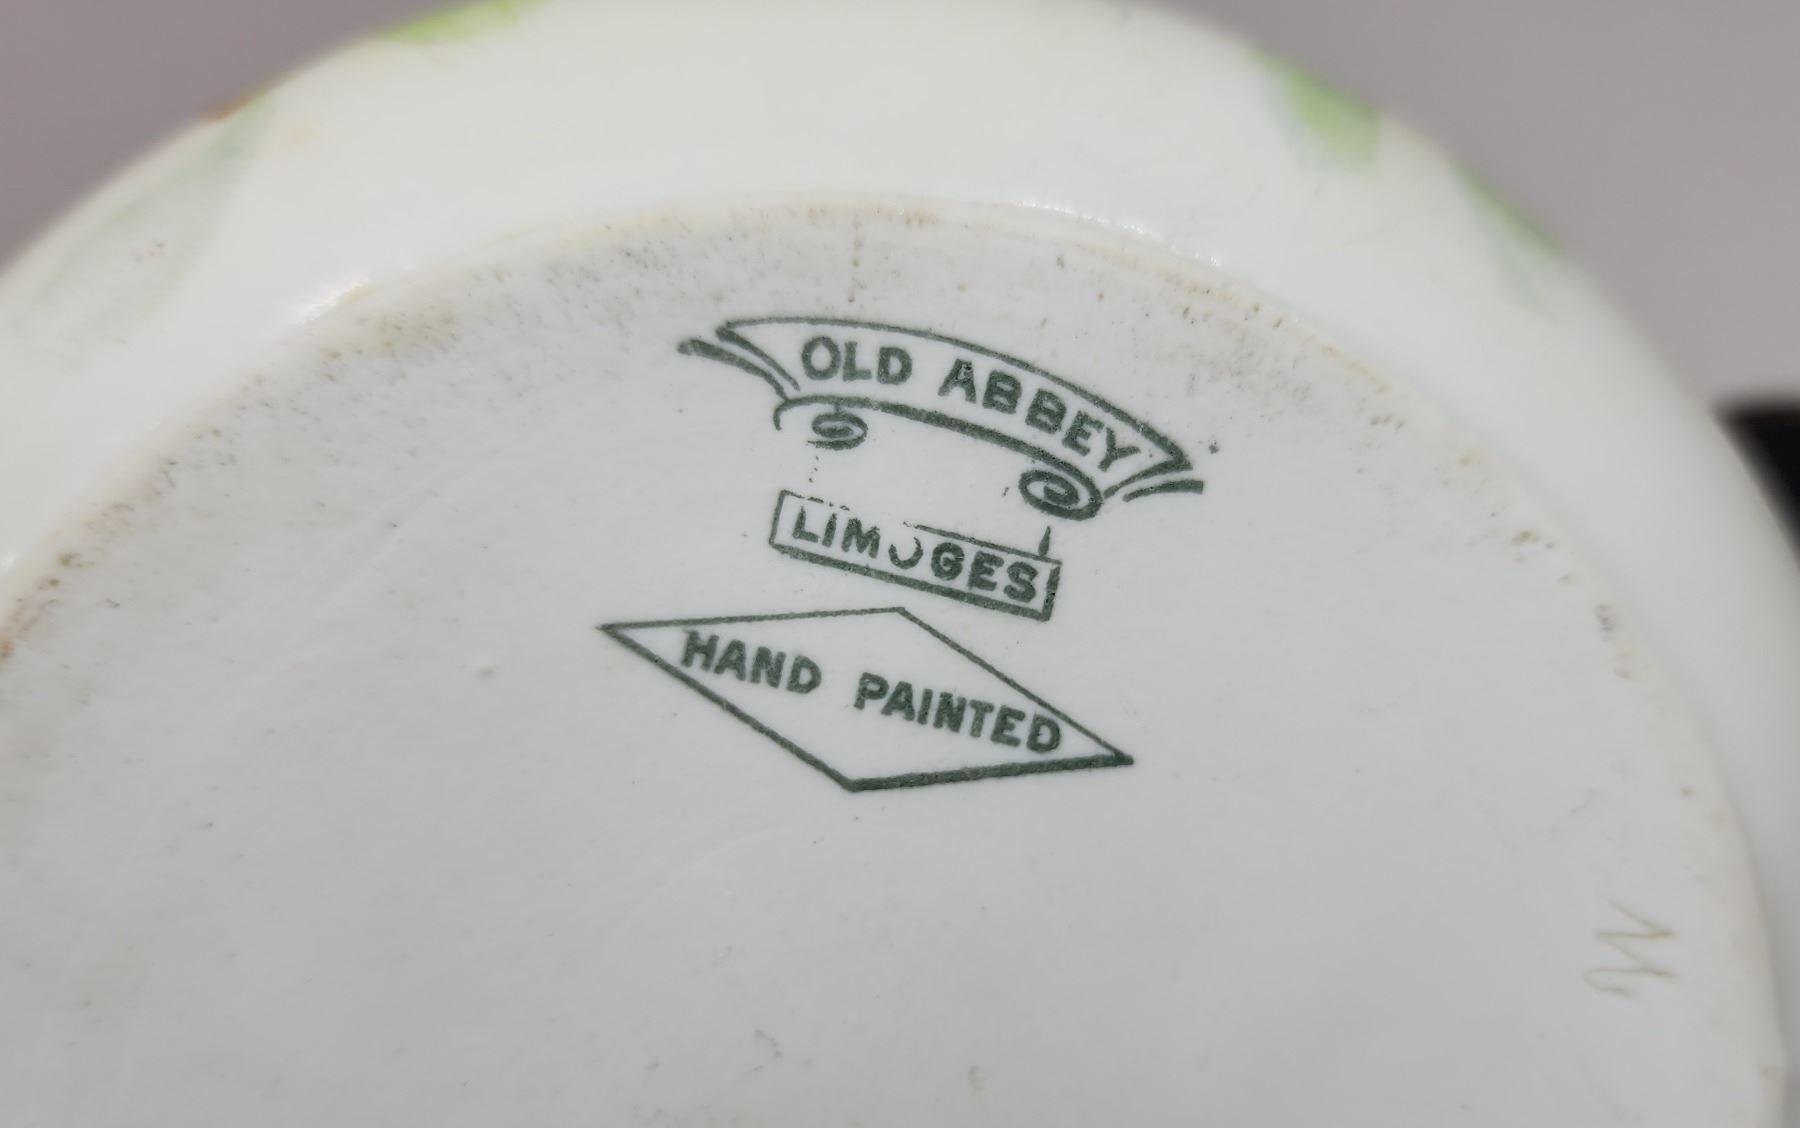 OLD ABBEY
LIMOGES
HAND PAINTED